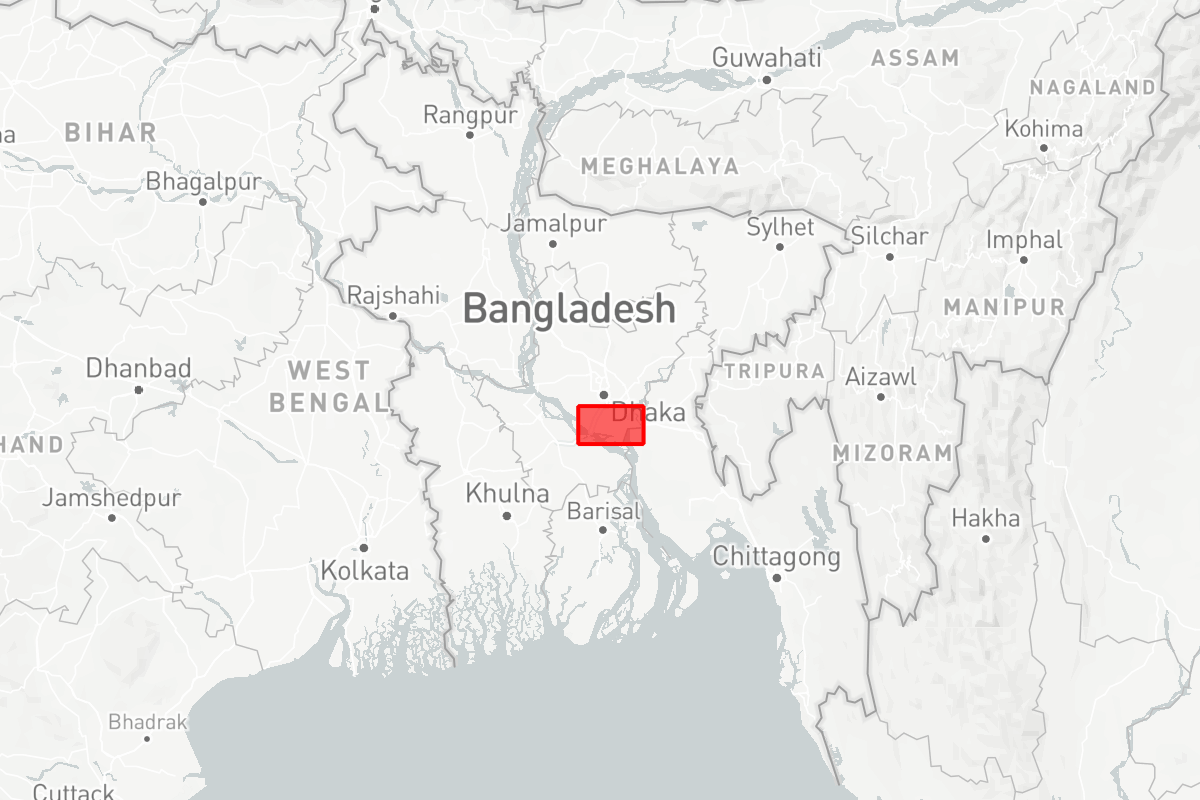 Guwahati
ASSAM
NAGALAND
Rangpur
Kohima
BIHAR
MEGHALAYA
Bhagalpur
Jamalpur
Sylhet
Silchar
Imphal
Rajshahi
Bangladesh
MANIPUR
Dhanbad
WEST
BENGAL
TRIPURA
Aizawl
Dhaka
HAND
MIZORAM
Jamshedpur
Khulna
Barisal
Hakha
Kolkata
Chittagong
Bhadrak
Cuttack